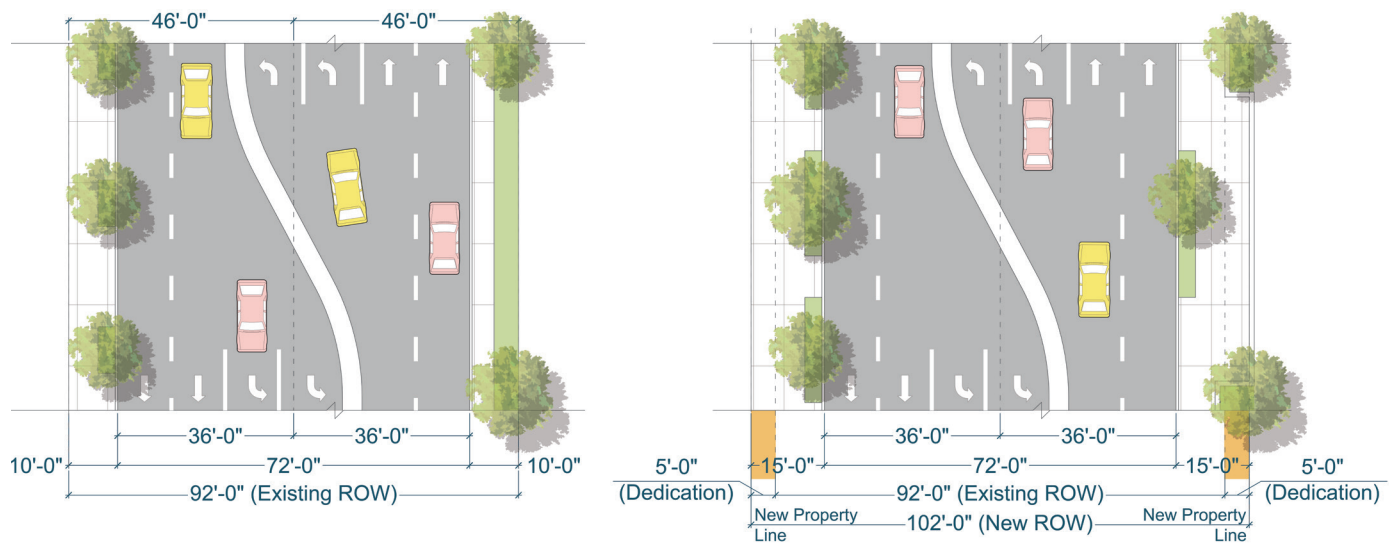 46'-0" 46'-0"
36'-0" 36'-0"
10'-0" 72'-0" 10'-0"
92'-0" (Existing ROW)
36'-0" 36'-0"
5'-0" 15'-0" 72'-0" 15'-0" 5'-0"
(Dedication) 92'-0" (Existing ROW) (Dedication)
New Property 102'-0" (New ROW) New Property
Line Line